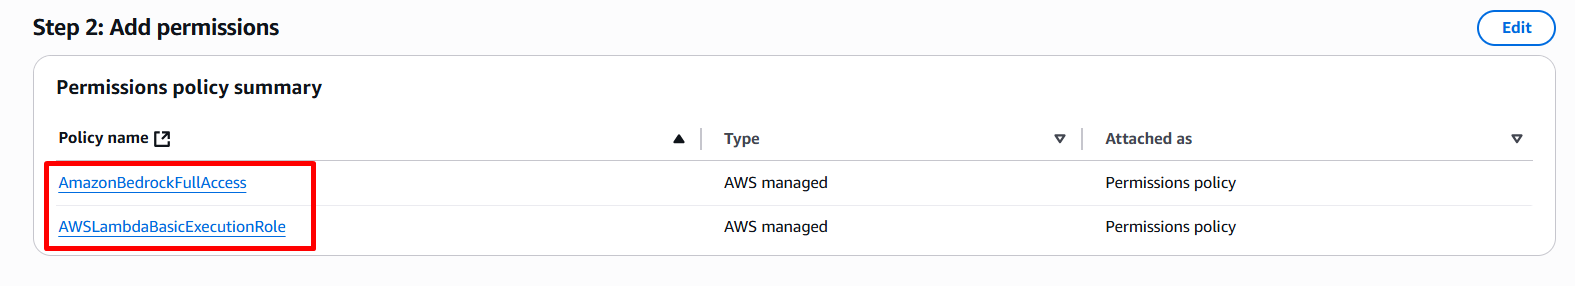 Step 2: Add permissions
Edit
Permissions policy summary
Policy name Type Attached as
AmazonBedrockFullAccess AWS managed Permissions policy
AWSLambdaBasicExecutionRole AWS managed Permissions policy